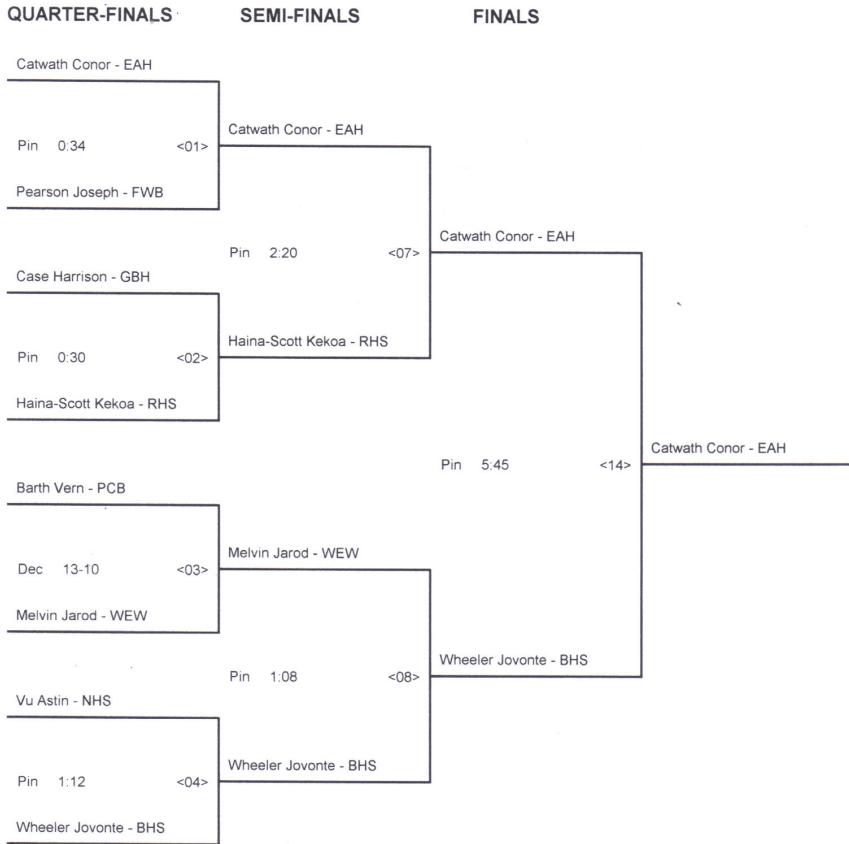 QUARTER-FINALS SEMI-FINALS FINALS
Catwath Conor - EAH
Catwath Conor - EAH
Pin 0:34 <01>
Pearson Joseph - FWB
Catwath Conor - EAH
Pin 2:20 <07>
Case Harrison - GBH
Haina-Scott Kekoa - RHS
Pin 0:30 <02>
Haina-Scott Kekoa - RHS
Catwath Conor - EAH
Pin 5:45 <14>
Barth Vern - PCB
Melvin Jarod - WEW
Dec 13-10 <03>
Melvin Jarod - WEW
Wheeler Jovonte - BHS
Pin 1:08 <08>
Vu Astin - NHS
Wheeler Jovonte - BHS
Pin 1:12 <04>
Wheeler Jovonte - BHS